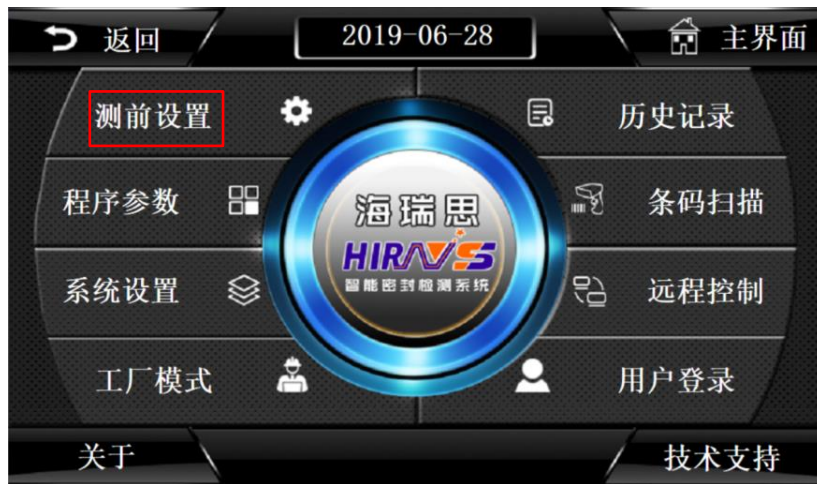 返回
2019-06-28
主界面
测前设置
历史记录
程序参数
条码扫描
海瑞思
HIRAYS
智能密封检测系统
系统设置
远程控制
工厂模式
用户登录
关于
技术支持